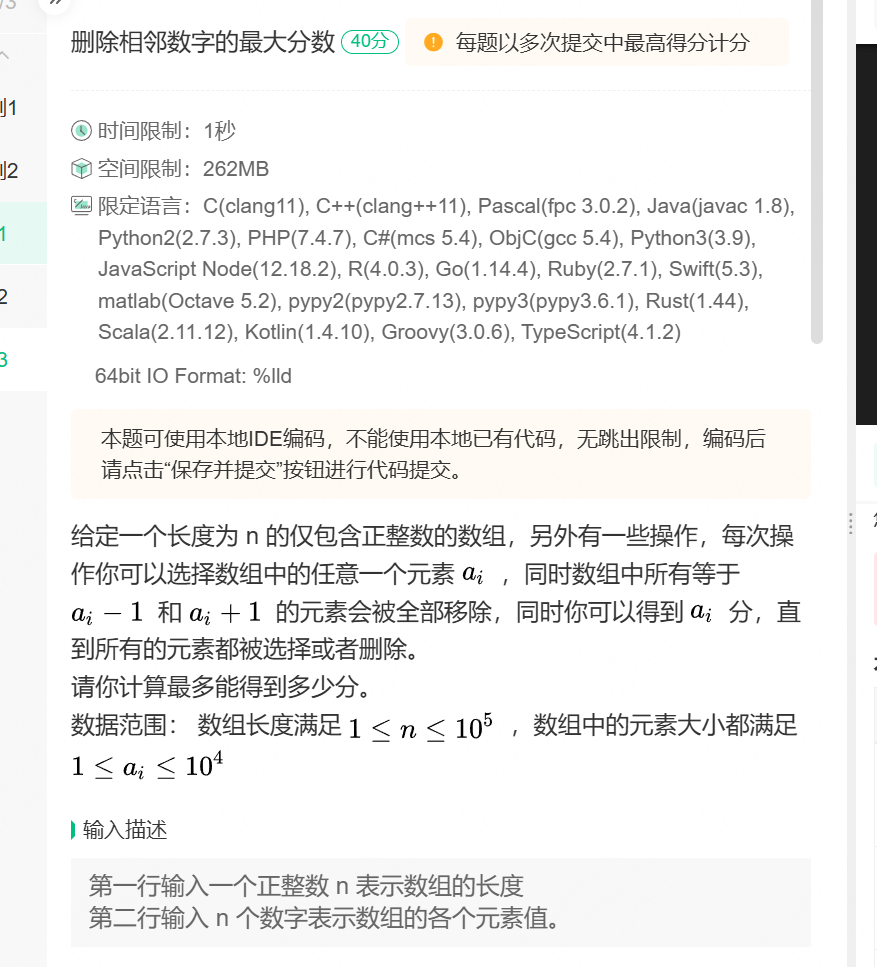 /3
»
删除相邻数字的最大分数 40分 每题以多次提交中最高得分计分
例1
时间限制：1秒
例2
空间限制：262MB
限定语言：C(clang11), C++(clang++11), Pascal(fpc 3.0.2), Java(javac 1.8),
1
Python2(2.7.3), PHP(7.4.7), C#(mcs 5.4), ObjC(gcc 5.4), Python3(3.9),
JavaScript Node(12.18.2), R(4.0.3), Go(1.14.4), Ruby(2.7.1), Swift(5.3),
2
matlab(Octave 5.2), pypy2(pypy2.7.13), pypy3(pypy3.6.1), Rust(1.44),
Scala(2.11.12), Kotlin(1.4.10), Groovy(3.0.6), TypeScript(4.1.2)
3
64bit IO Format: %lld
本题可使用本地IDE编码，不能使用本地已有代码，无跳出限制，编码后
请点击“保存并提交”按钮进行代码提交。
给定一个长度为 n 的仅包含正整数的数组，另外有一些操作，每次操
作你可以选择数组中的任意一个元素 aᵢ ，同时数组中所有等于
aᵢ − 1 和 aᵢ + 1 的元素会被全部移除，同时你可以得到 aᵢ 分，直
到所有的元素都被选择或者删除。
请你计算最多能得到多少分。
数据范围： 数组长度满足 1 ≤ n ≤ 10⁵ ，数组中的元素大小都满足
1 ≤ aᵢ ≤ 10⁴
输入描述
第一行输入一个正整数 n 表示数组的长度
第二行输入 n 个数字表示数组的各个元素值。